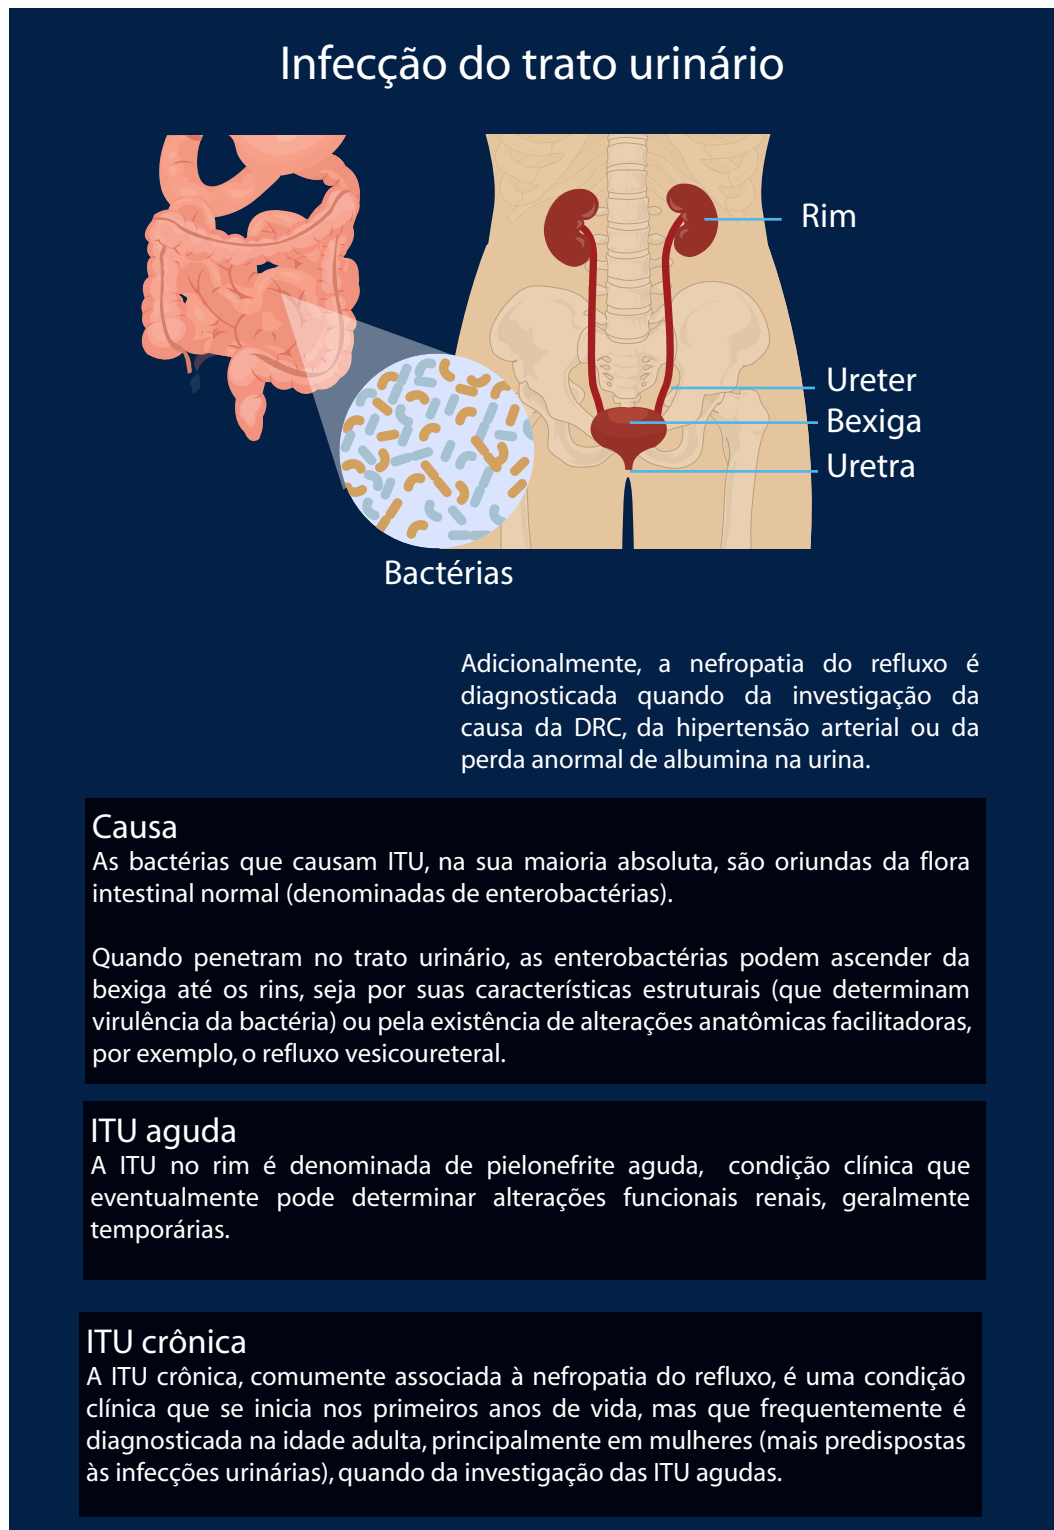 Infecção do trato urinário
Rim
Ureter
Bexiga
Uretra
Bactérias
Adicionalmente, a nefropatia do refluxo é
diagnosticada quando da investigação da
causa da DRC, da hipertensão arterial ou da
perda anormal de albumina na urina.
Causa
As bactérias que causam ITU, na sua maioria absoluta, são oriundas da flora
intestinal normal (denominadas de enterobactérias).
Quando penetram no trato urinário, as enterobactérias podem ascender da
bexiga até os rins, seja por suas características estruturais (que determinam
virulência da bactéria) ou pela existência de alterações anatômicas facilitadoras,
por exemplo, o refluxo vesicoureteral.
ITU aguda
A ITU no rim é denominada de pielonefrite aguda, condição clínica que
eventualmente pode determinar alterações funcionais renais, geralmente
temporárias.
ITU crônica
A ITU crônica, comumente associada à nefropatia do refluxo, é uma condição
clínica que se inicia nos primeiros anos de vida, mas que frequentemente é
diagnosticada na idade adulta, principalmente em mulheres (mais predispostas
às infecções urinárias), quando da investigação das ITU agudas.